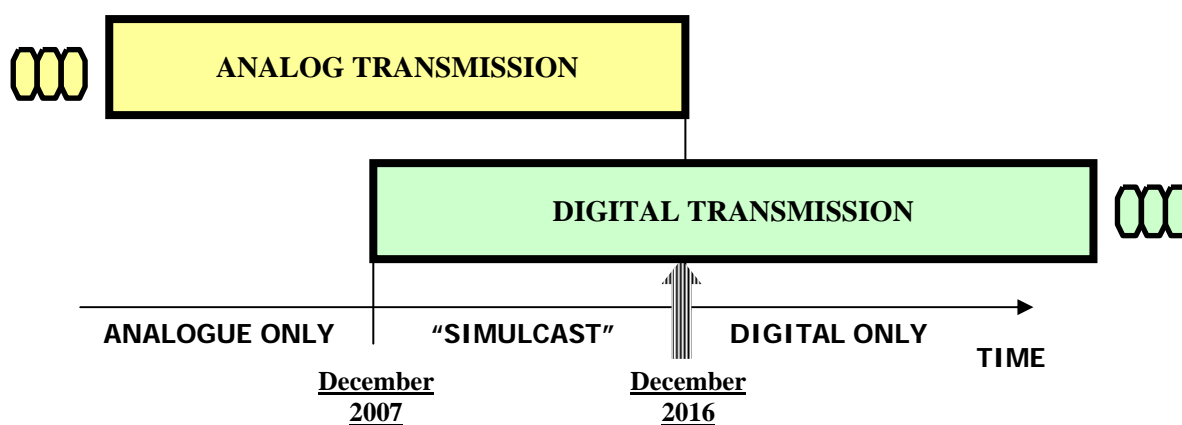 ANALOG TRANSMISSION
DIGITAL TRANSMISSION
ANALOGUE ONLY
“SIMULCAST”
DIGITAL ONLY
TIME
December
2007
December
2016